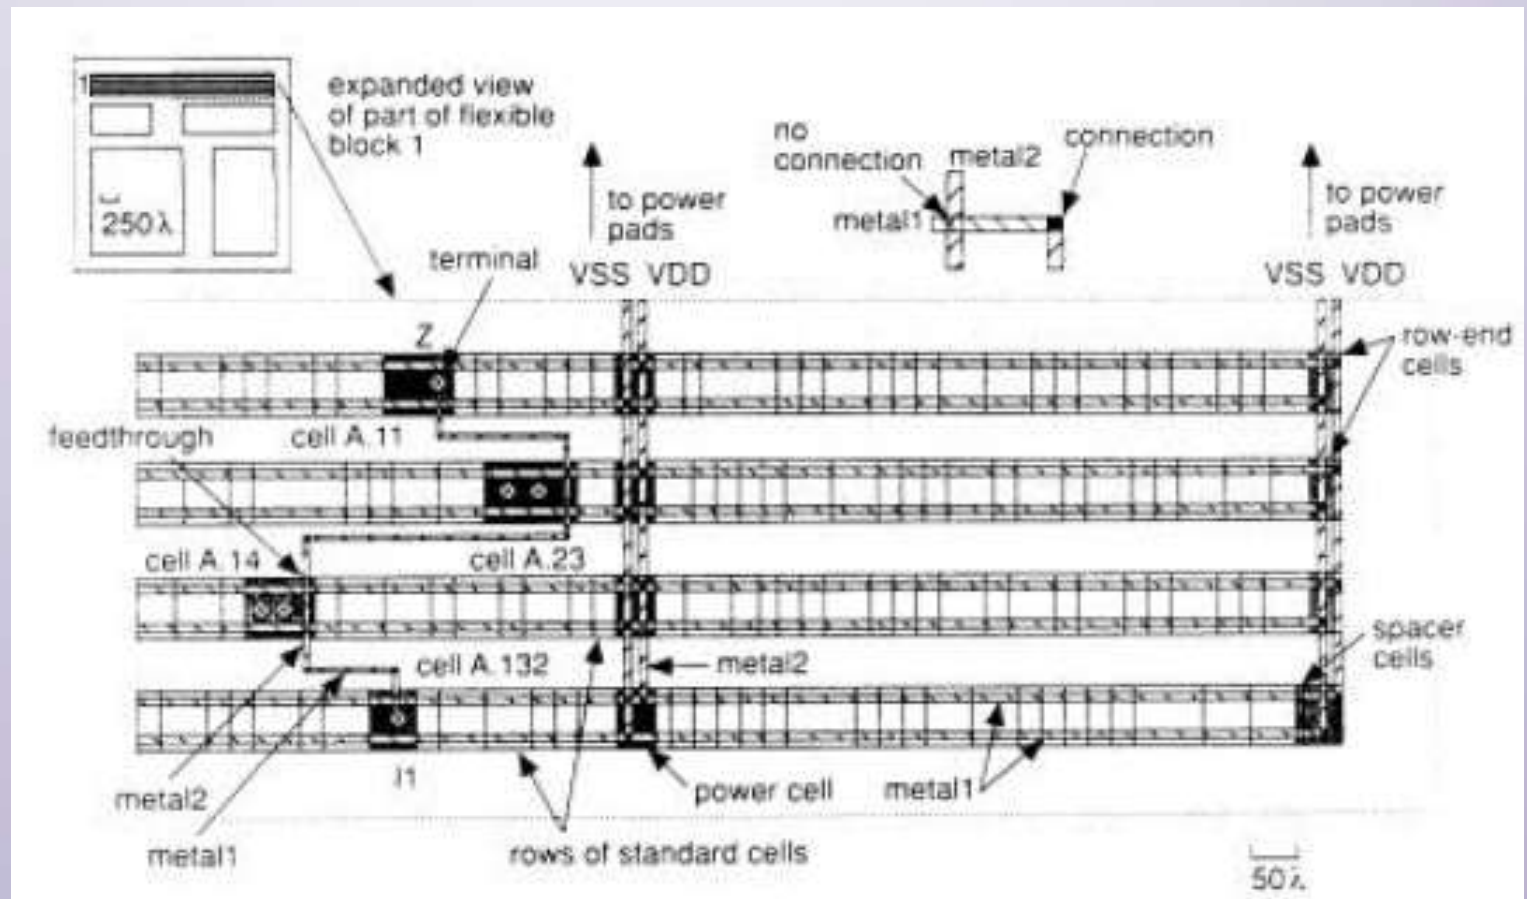 1
expanded view
of part of flexible
block 1
250λ
no
connection
metal2
connection
metal1
to power
pads
to power
pads
terminal
VSS VDD
VSS VDD
Z
row-end
cells
feedthrough
cell A.11
cell A.14
cell A.23
cell A.132
metal2
spacer
cells
I1
metal2
metal1
power cell
metal1
rows of standard cells
50λ